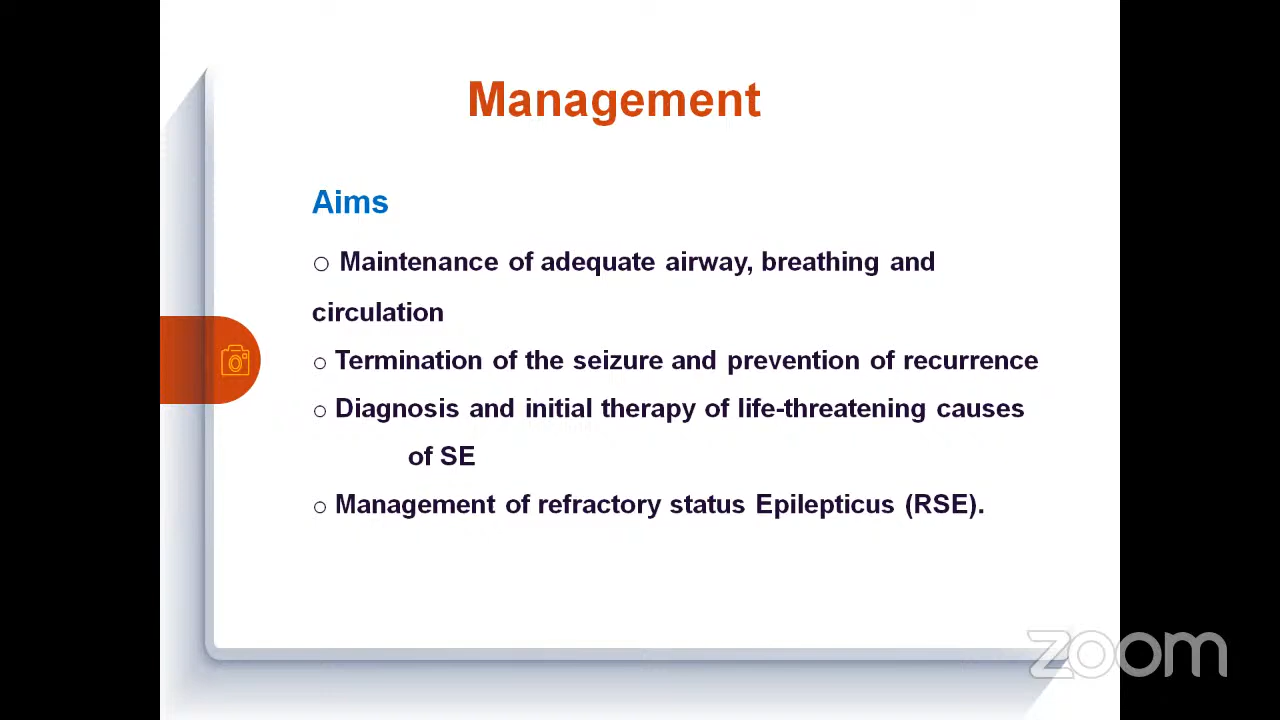 Management
Aims
o Maintenance of adequate airway, breathing and
circulation
o Termination of the seizure and prevention of recurrence
o Diagnosis and initial therapy of life-threatening causes
of SE
o Management of refractory status Epilepticus (RSE).
zoom